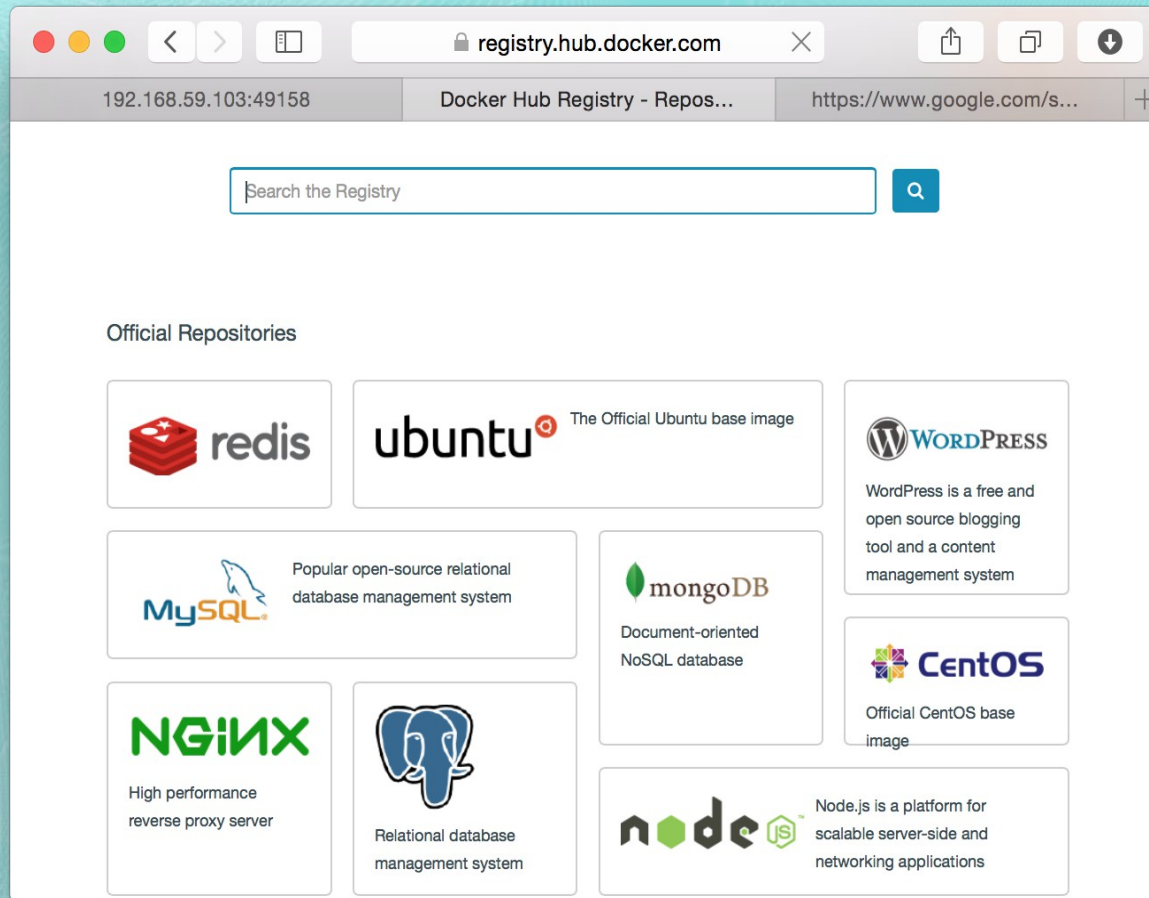 registry.hub.docker.com
192.168.59.103:49158
Docker Hub Registry - Repos...
https://www.google.com/s...
Search the Registry
Official Repositories
redis
ubuntu
The Official Ubuntu base image
WORDPRESS
WordPress is a free and
open source blogging
tool and a content
management system
MySQL
Popular open-source relational
database management system
mongoDB
Document-oriented
NoSQL database
CentOS
Official CentOS base
image
NGINX
High performance
reverse proxy server
Relational database
management system
node JS
Node.js is a platform for
scalable server-side and
networking applications